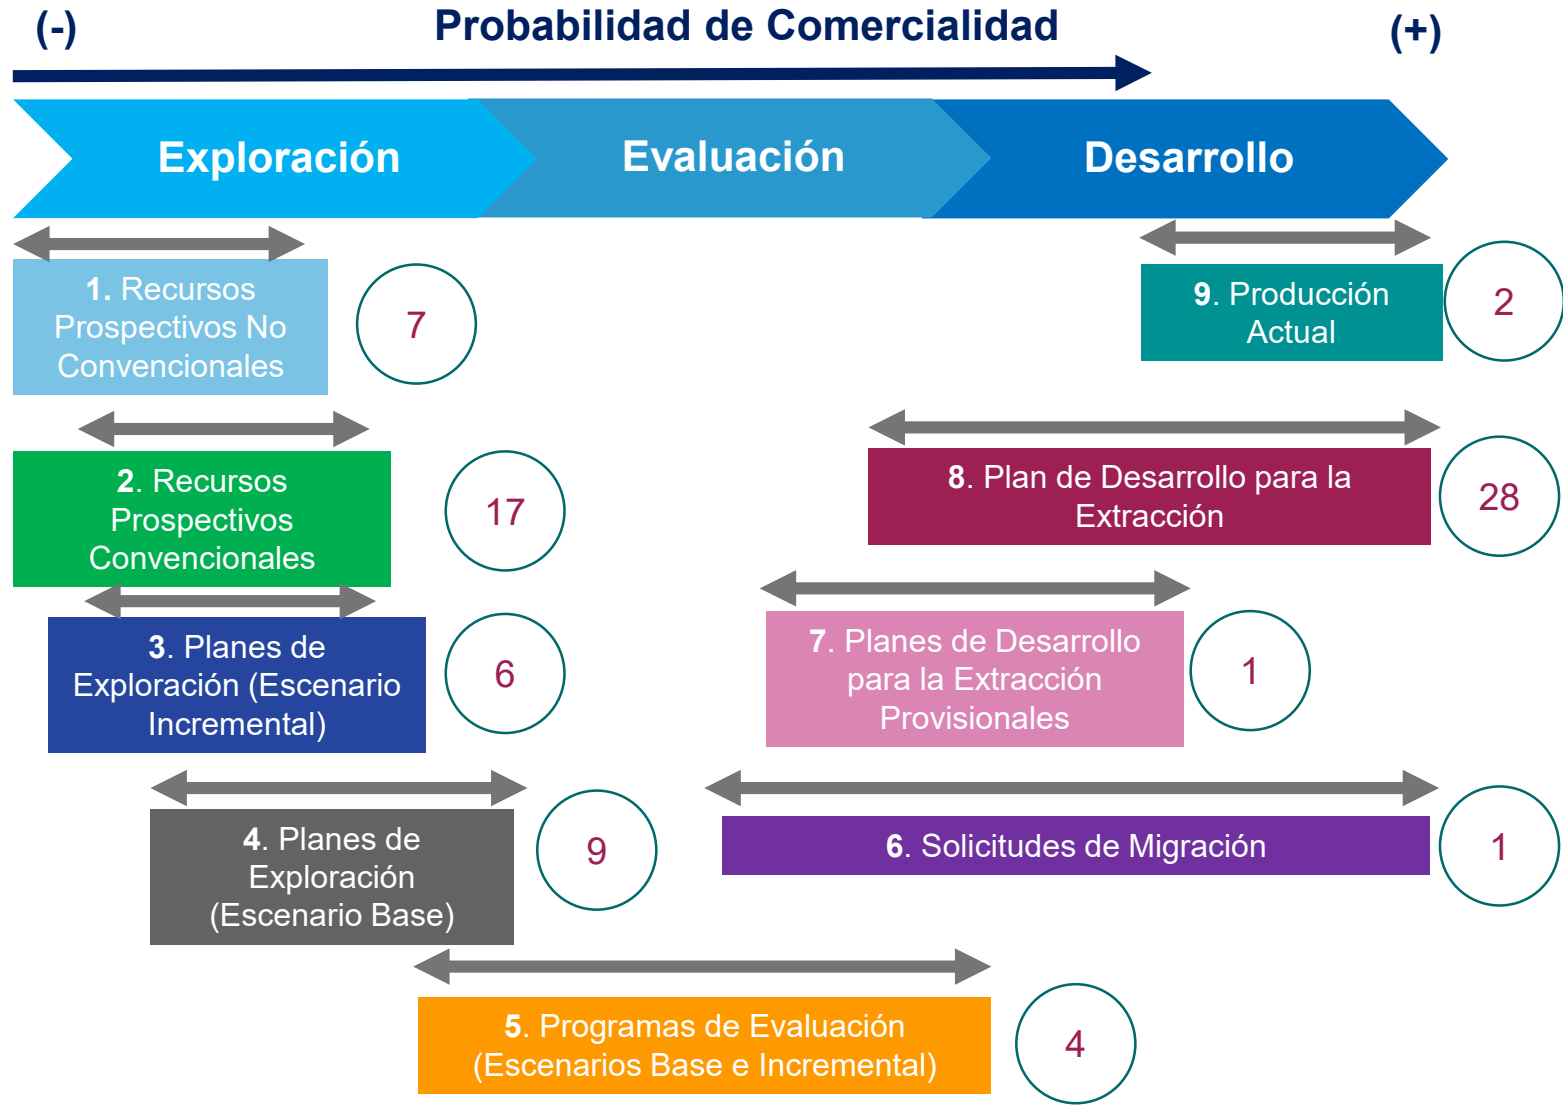 (-)
Probabilidad de Comercialidad
(+)
Exploración
Evaluación
Desarrollo
1. Recursos
Prospectivos No
Convencionales
7
2. Recursos
Prospectivos
Convencionales
17
3. Planes de
Exploración (Escenario
Incremental)
6
4. Planes de
Exploración
(Escenario Base)
9
5. Programas de Evaluación
(Escenarios Base e Incremental)
4
9. Producción
Actual
2
8. Plan de Desarrollo para la
Extracción
28
7. Planes de Desarrollo
para la Extracción
Provisionales
1
6. Solicitudes de Migración
1